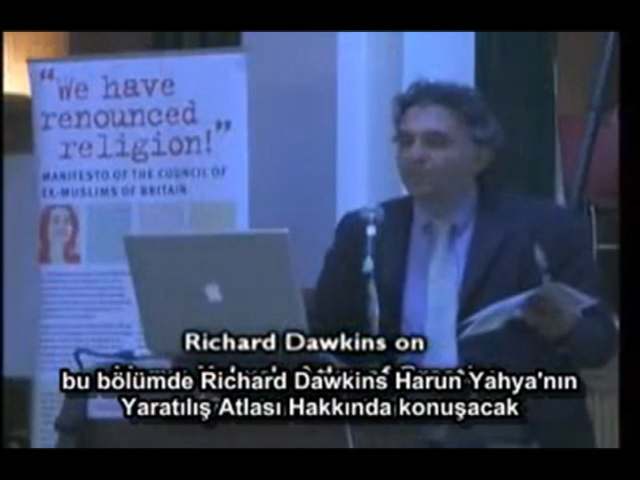 “We have
renounced
religion!”
MANIFESTO OF THE COUNCIL OF
EX-MUSLIMS OF BRITAIN
Richard Dawkins on
bu bölümde Richard Dawkins Harun Yahya'nın
Yaratılış Atlası Hakkında konuşacak